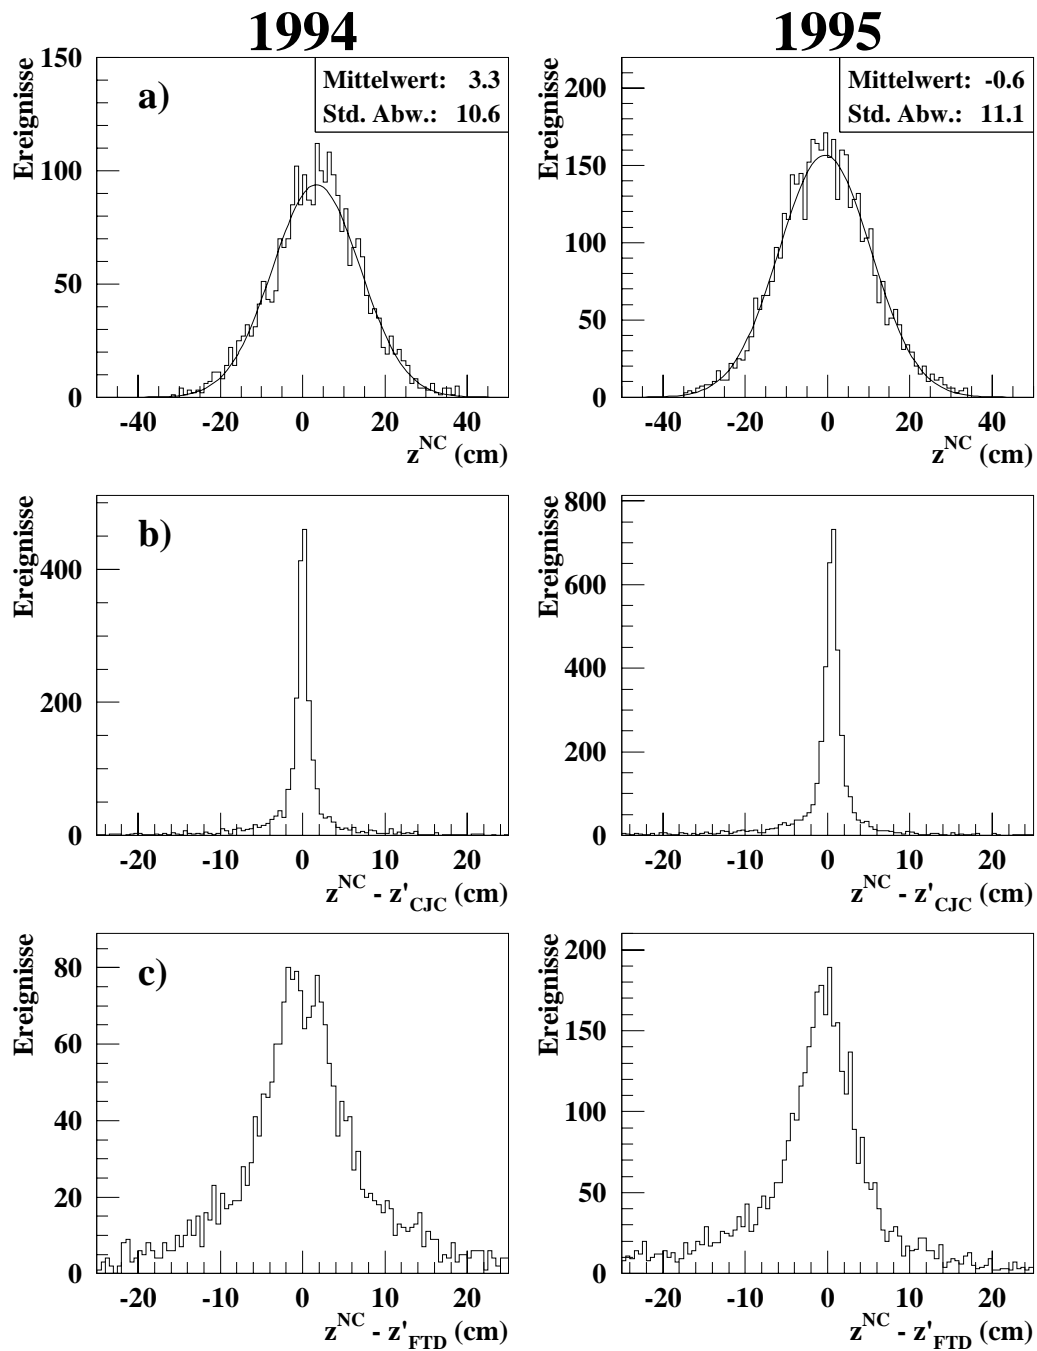 1994
1995
Ereignisse
a)
Mittelwert: 3.3
Std. Abw.: 10.6
150
100
50
0
-40 -20 0 20 40
z^NC (cm)
Ereignisse
Mittelwert: -0.6
Std. Abw.: 11.1
200
150
100
50
0
-40 -20 0 20 40
z^NC (cm)
Ereignisse
b)
400
200
0
-20 -10 0 10 20
z^NC - z'_CJC (cm)
Ereignisse
800
600
400
200
0
-20 -10 0 10 20
z^NC - z'_CJC (cm)
Ereignisse
c)
80
60
40
20
0
-20 -10 0 10 20
z^NC - z'_FTD (cm)
Ereignisse
200
150
100
50
0
-20 -10 0 10 20
z^NC - z'_FTD (cm)